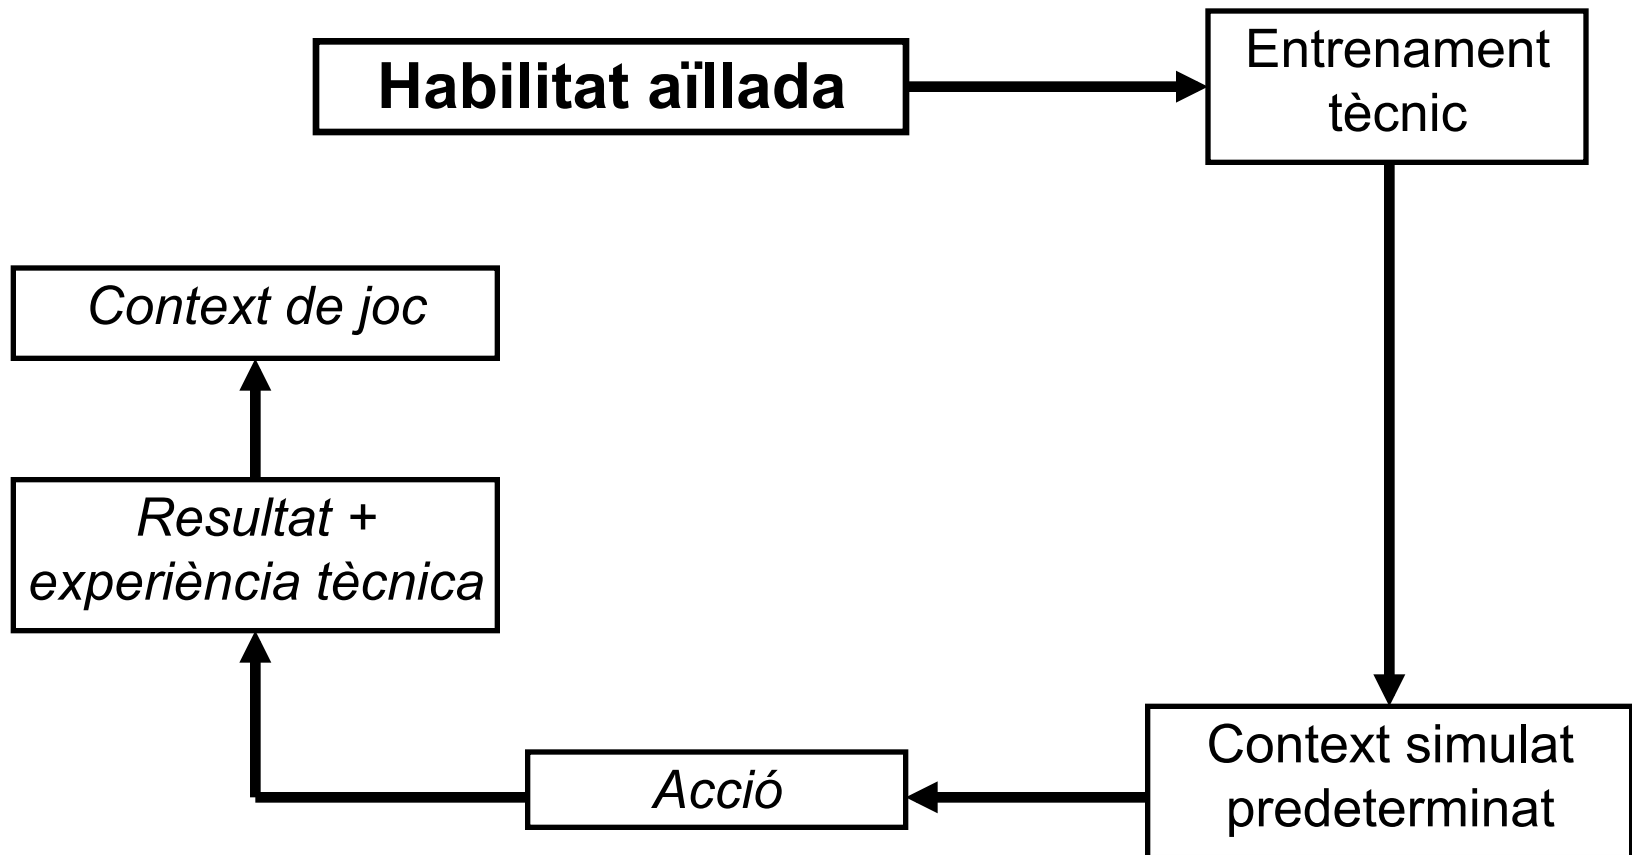 Habilitat aïllada
Entrenament
tècnic
Context de joc
Resultat +
experiència tècnica
Acció
Context simulat
predeterminat